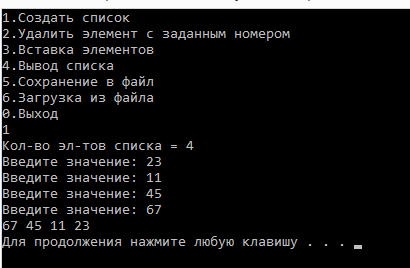 1.Создать список
2.Удалить элемент с заданным номером
3.Вставка элементов
4.Вывод списка
5.Сохранение в файл
6.Загрузка из файла
0.Выход
1
Кол-во эл-тов списка = 4
Введите значение: 23
Введите значение: 11
Введите значение: 45
Введите значение: 67
67 45 11 23
Для продолжения нажмите любую клавишу . . .